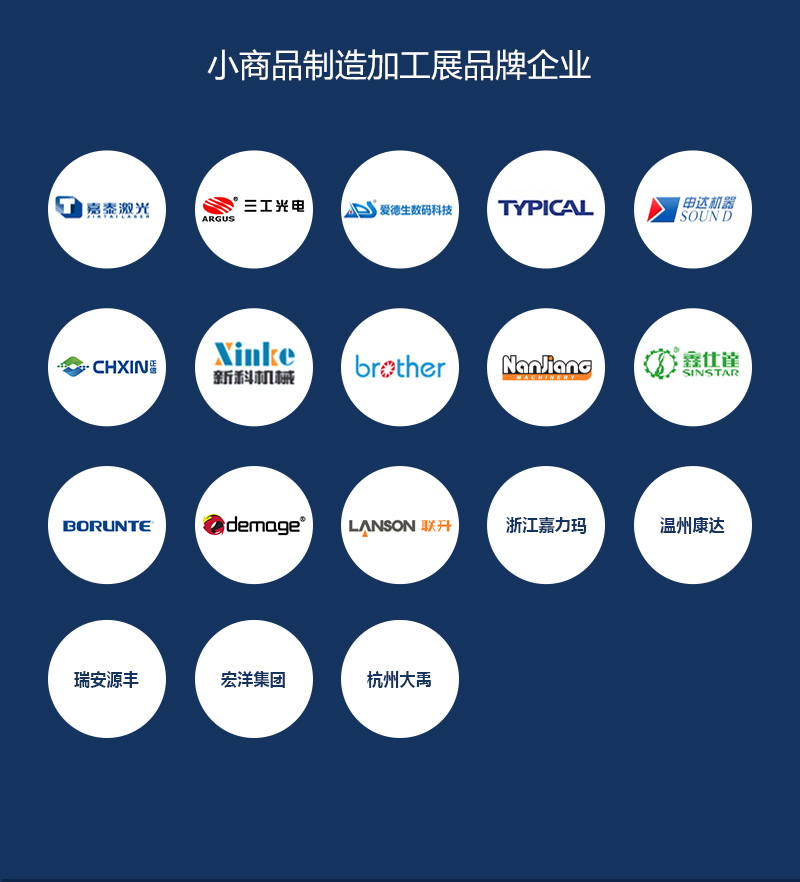 小商品制造加工展品牌企业
嘉泰激光
JIATAILASER
ARGUS
三工光电
ADS
爱德生数码科技
TYPICAL
申达机器
SOUND
CHXIN
正信
Xinke
新科机械
brother
NanJiang
MACHINERY
鑫仕達
SINSTAR
BORUNTE
demage
LANSON 联升
浙江嘉力玛
温州康达
瑞安源丰
宏洋集团
杭州大禹